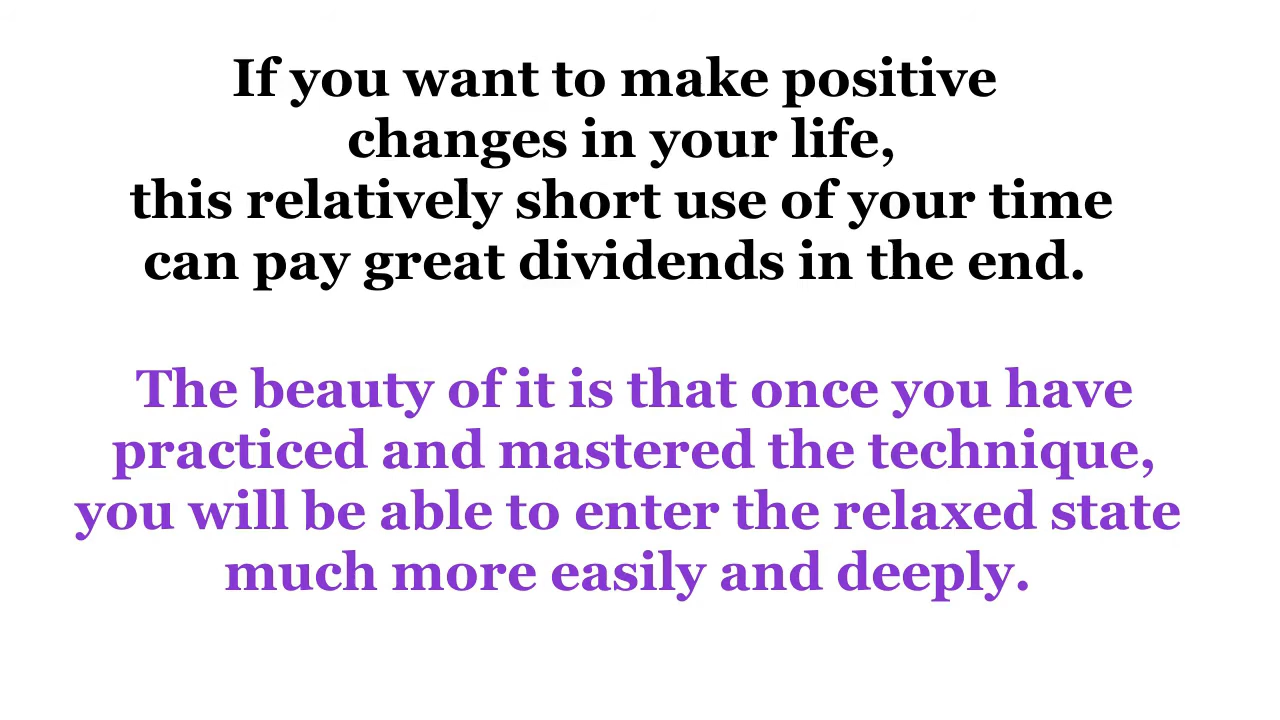 If you want to make positive
changes in your life,
this relatively short use of your time
can pay great dividends in the end.
The beauty of it is that once you have
practiced and mastered the technique,
you will be able to enter the relaxed state
much more easily and deeply.